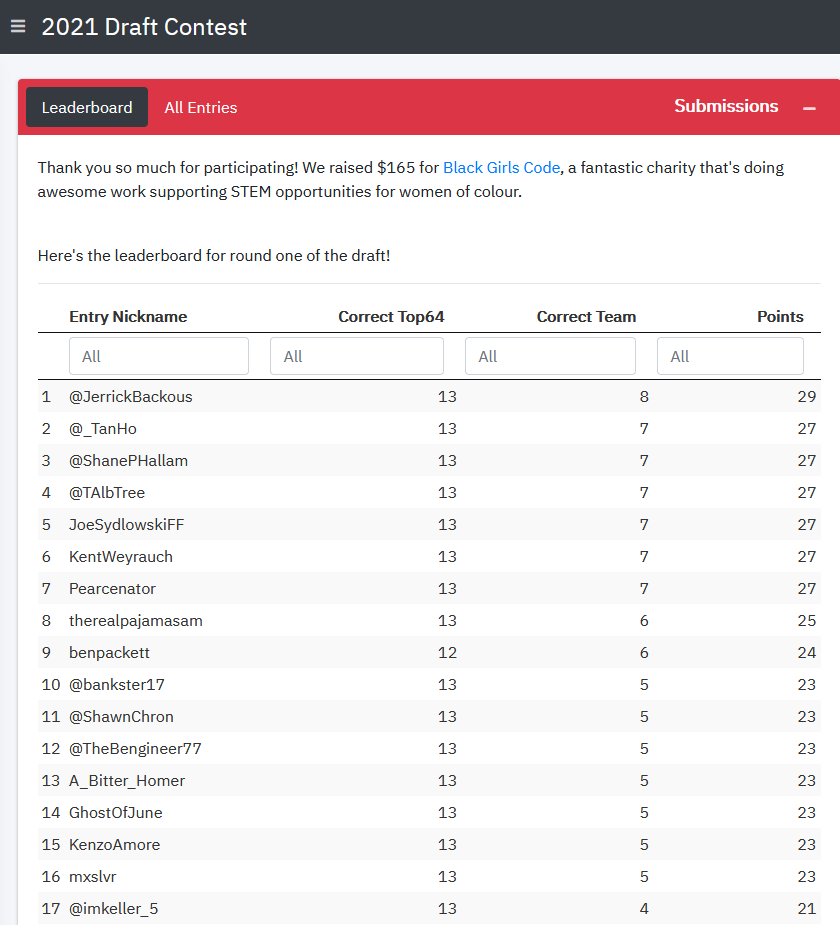 2021 Draft Contest
Leaderboard All Entries Submissions
Thank you so much for participating! We raised $165 for Black Girls Code, a fantastic charity that's doing
awesome work supporting STEM opportunities for women of colour.
Here's the leaderboard for round one of the draft!
Entry Nickname Correct Top64 Correct Team Points
All All All All
1 @JerrickBackous 13 8 29
2 @_TanHo 13 7 27
3 @ShanePHallam 13 7 27
4 @TAlbTree 13 7 27
5 JoeSydlowskiFF 13 7 27
6 KentWeyrauch 13 7 27
7 Pearcenator 13 7 27
8 therealpajamasam 13 6 25
9 benpackett 12 6 24
10 @bankster17 13 5 23
11 @ShawnChron 13 5 23
12 @TheBengineer77 13 5 23
13 A_Bitter_Homer 13 5 23
14 GhostOfJune 13 5 23
15 KenzoAmore 13 5 23
16 mxslvr 13 5 23
17 @imkeller_5 13 4 21